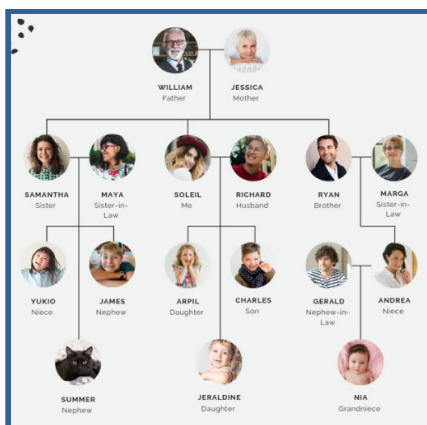 WILLIAM
Father
JESSICA
Mother
SAMANTHA
Sister
MAYA
Sister-in-
Law
SOLEIL
Me
RICHARD
Husband
RYAN
Brother
MARGA
Sister-in-
Law
YUKIO
Niece
JAMES
Nephew
ARPIL
Daughter
CHARLES
Son
GERALD
Nephew-in-
Law
ANDREA
Niece
SUMMER
Nephew
JERALDINE
Daughter
NIA
Grandniece